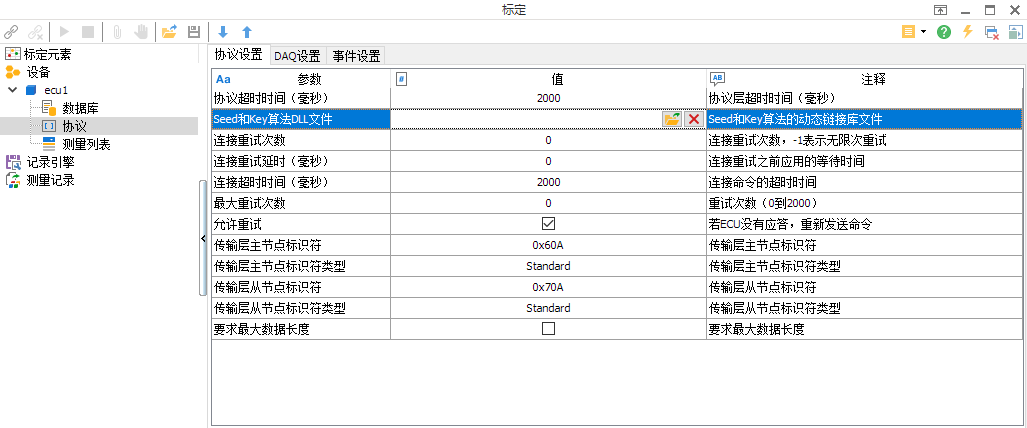 标定
标定元素
设备
ecu1
数据库
协议
测量列表
记录引擎
测量记录
协议设置 DAQ设置 事件设置
Aa 参数 # 值 AB 注释
协议超时时间（毫秒） 2000 协议层超时时间（毫秒）
Seed和Key算法DLL文件 Seed和Key算法的动态链接库文件
连接重试次数 0 连接重试次数，-1表示无限次重试
连接重试延时（毫秒） 0 连接重试之前应用的等待时间
连接超时时间（毫秒） 2000 连接命令的超时时间
最大重试次数 0 重试次数（0到2000）
允许重试 若ECU没有应答，重新发送命令
传输层主节点标识符 0x60A 传输层主节点标识符
传输层主节点标识符类型 Standard 传输层主节点标识符类型
传输层从节点标识符 0x70A 传输层从节点标识符
传输层从节点标识符类型 Standard 传输层从节点标识符类型
要求最大数据长度 要求最大数据长度